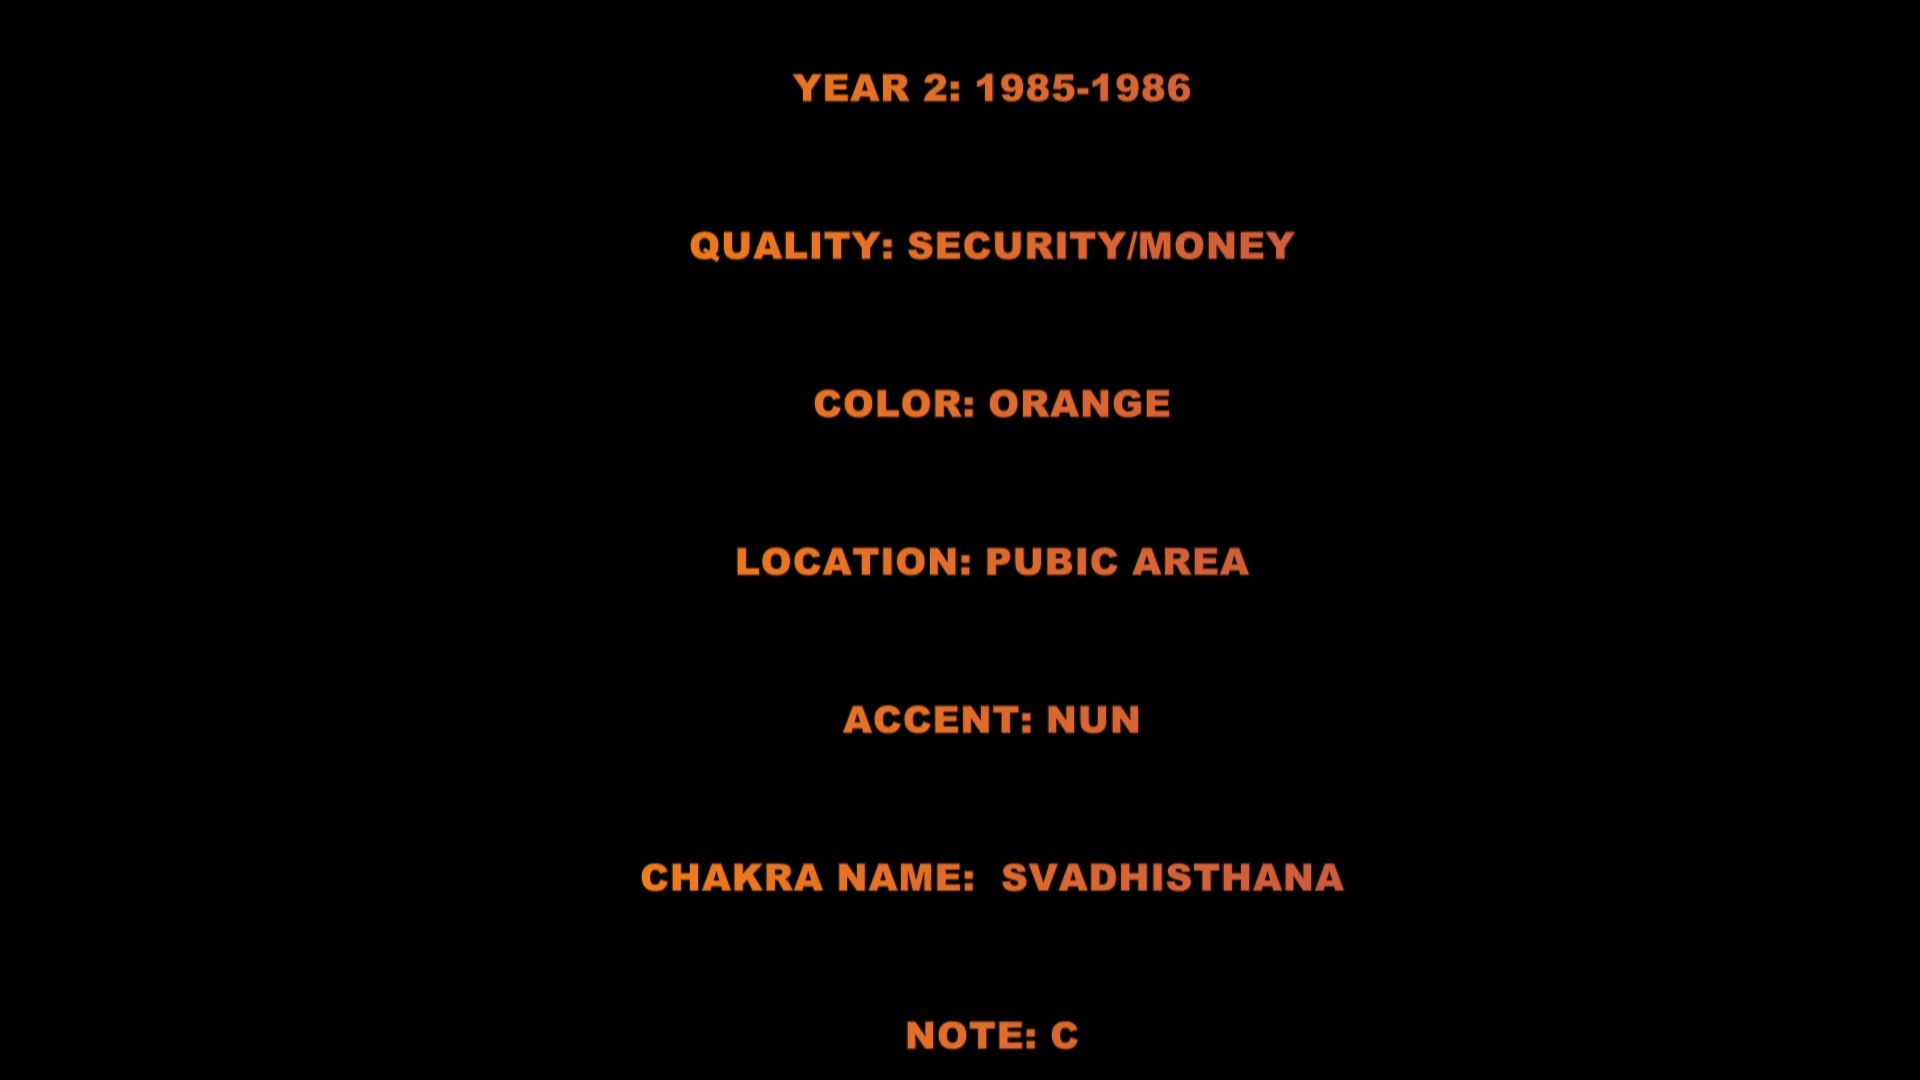 YEAR 2: 1985-1986
QUALITY: SECURITY/MONEY
COLOR: ORANGE
LOCATION: PUBIC AREA
ACCENT: NUN
CHAKRA NAME:  SVADHISTHANA
NOTE: C